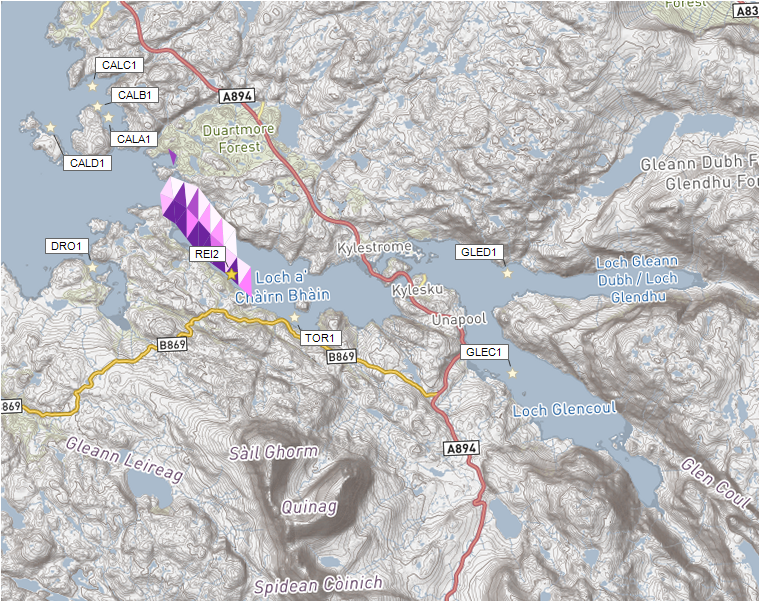 Forest
A83
CALC1
A894
CALB1
Duartmore
Forest
CALA1
CALD1
Gleann Dubh F
Glendhu Fo
DRO1
REI2
Kylestrome
GLED1
Loch a'
Chàirn Bhàin
Loch Gleann
Dubh / Loch
Glendhu
Kylesku
Unapool
TOR1
B869
B869
GLEC1
869
Loch Glencoul
A894
Gleann Leireag
Sàil Ghorm
Glen Coul
Quinag
Spidean Còinich